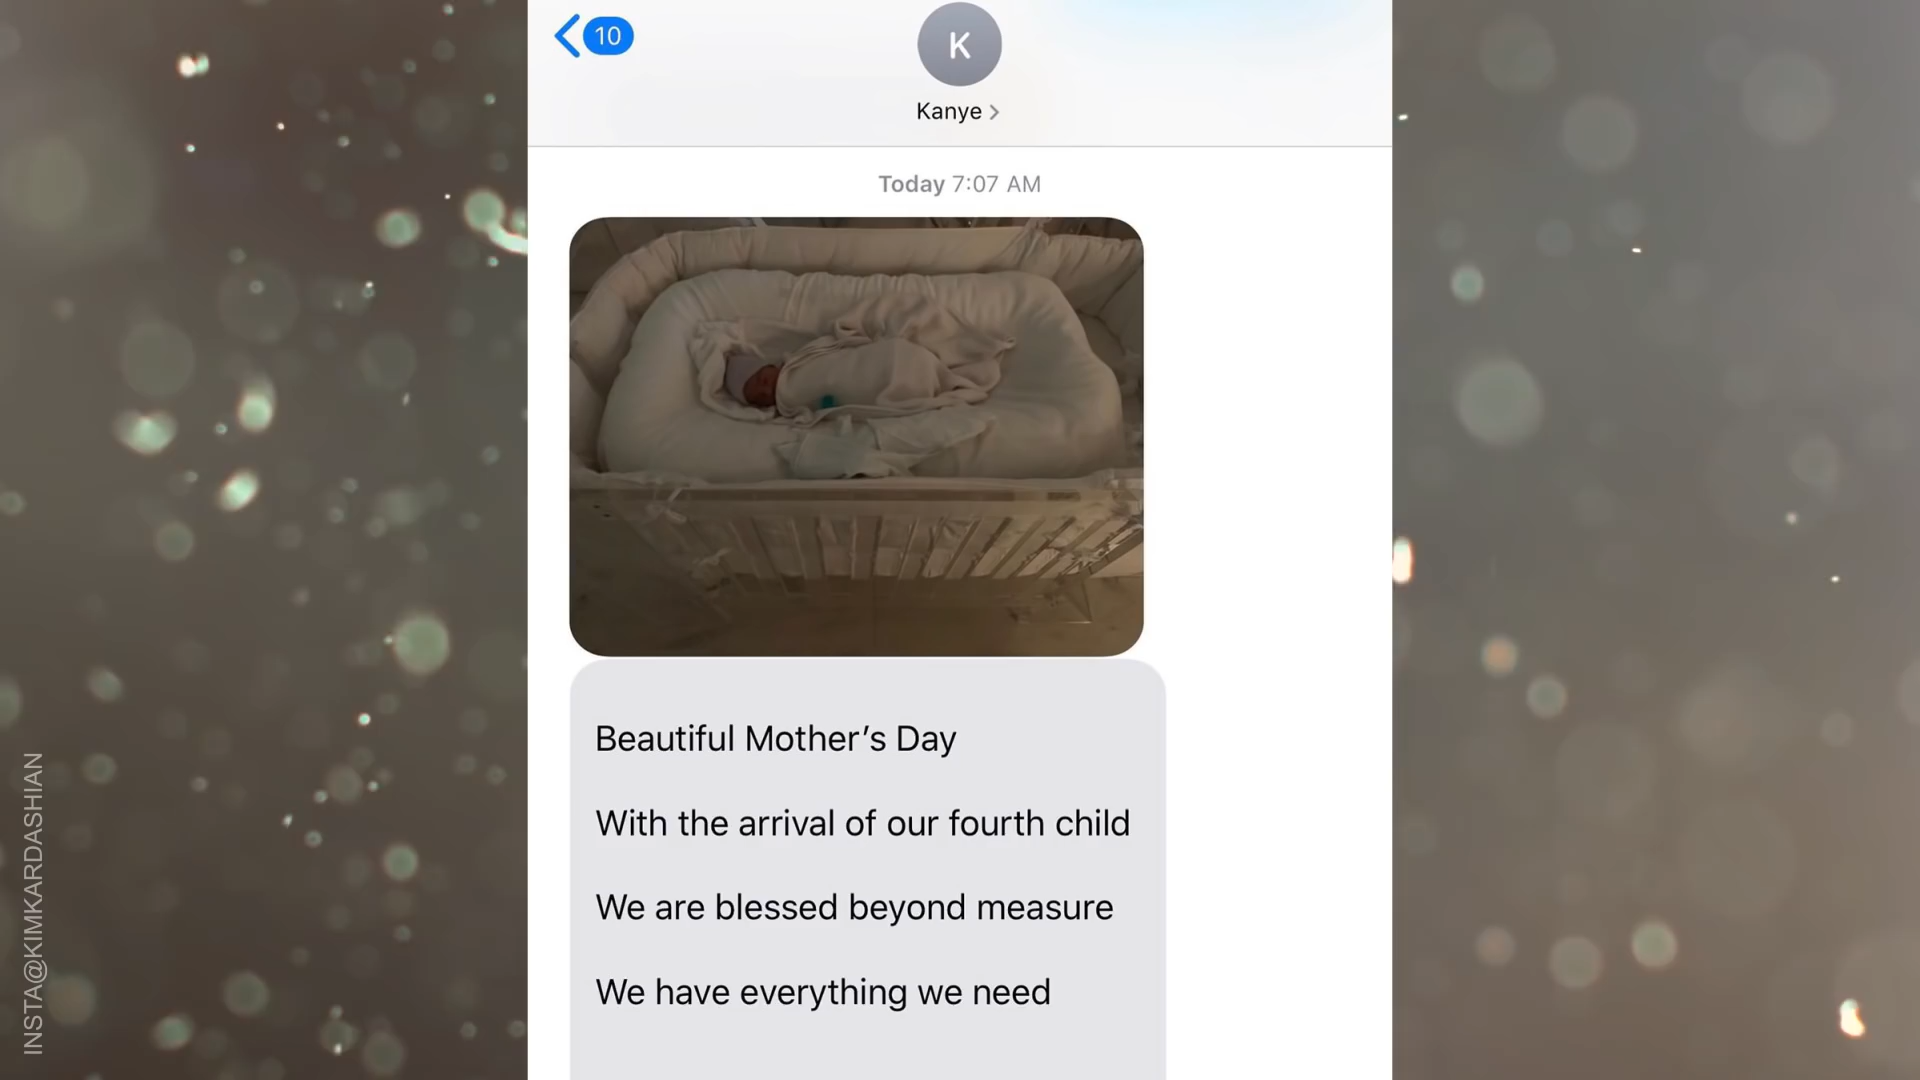 10
K
Kanye
Today 7:07 AM
Beautiful Mother’s Day
With the arrival of our fourth child
We are blessed beyond measure
We have everything we need
INSTA@KIMKARDASHIAN